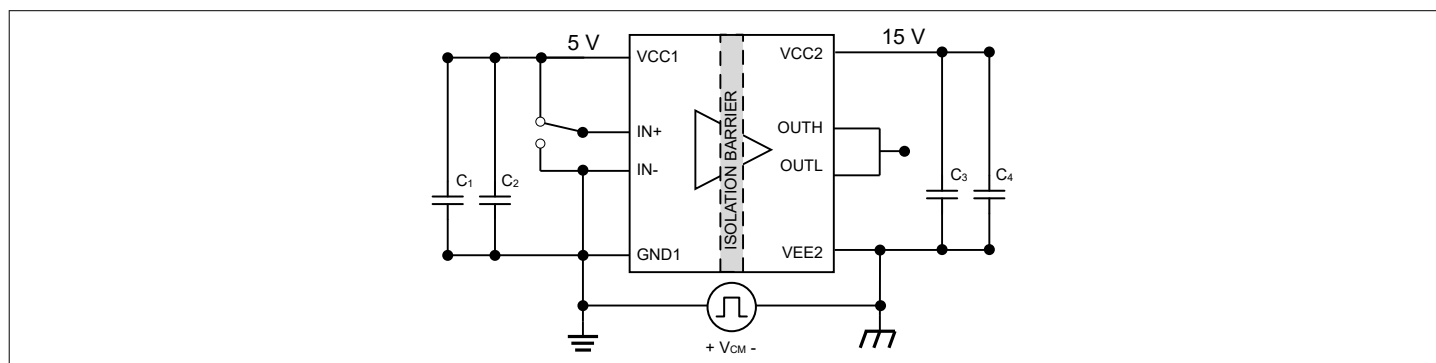 5 V
15 V
VCC1
VCC2
IN+
OUTH
IN-
OUTL
C1
C2
C3
C4
ISOLATION BARRIER
GND1
VEE2
+ VCM -